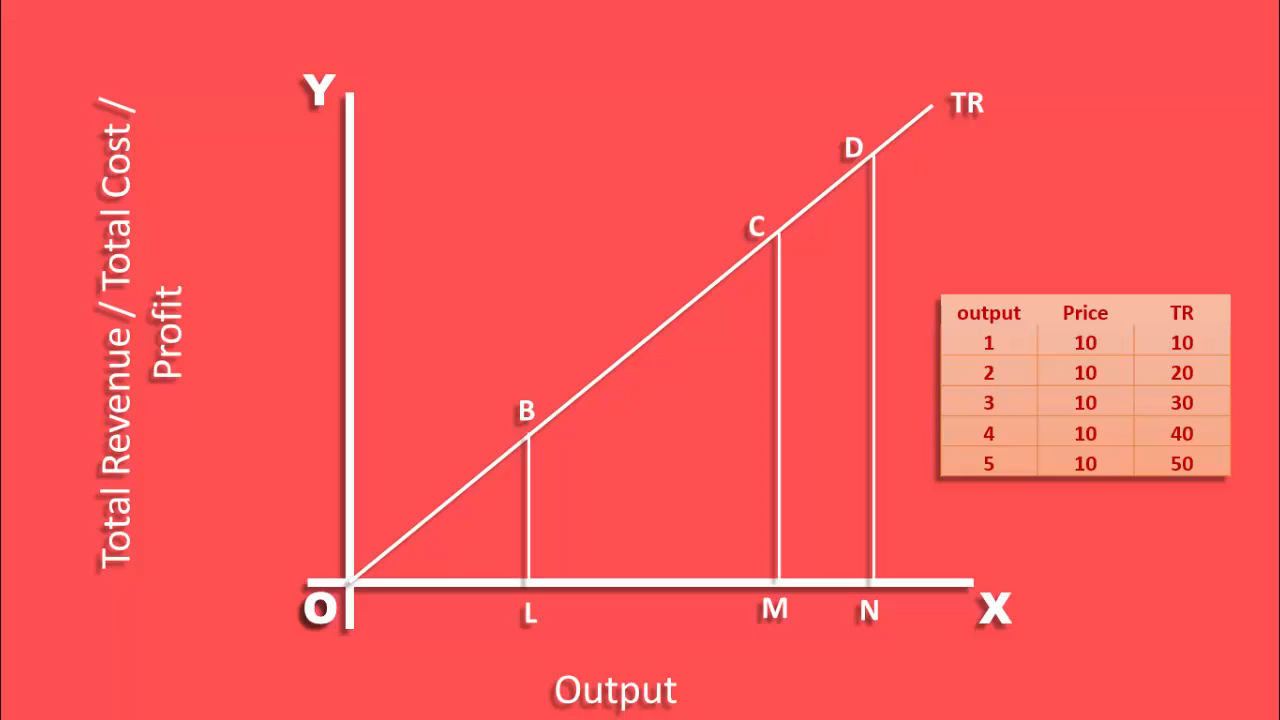 Y
TR
D
C
B
Total Revenue / Total Cost /
Profit
output Price TR
1 10 10
2 10 20
3 10 30
4 10 40
5 10 50
O
L
M
N
X
Output